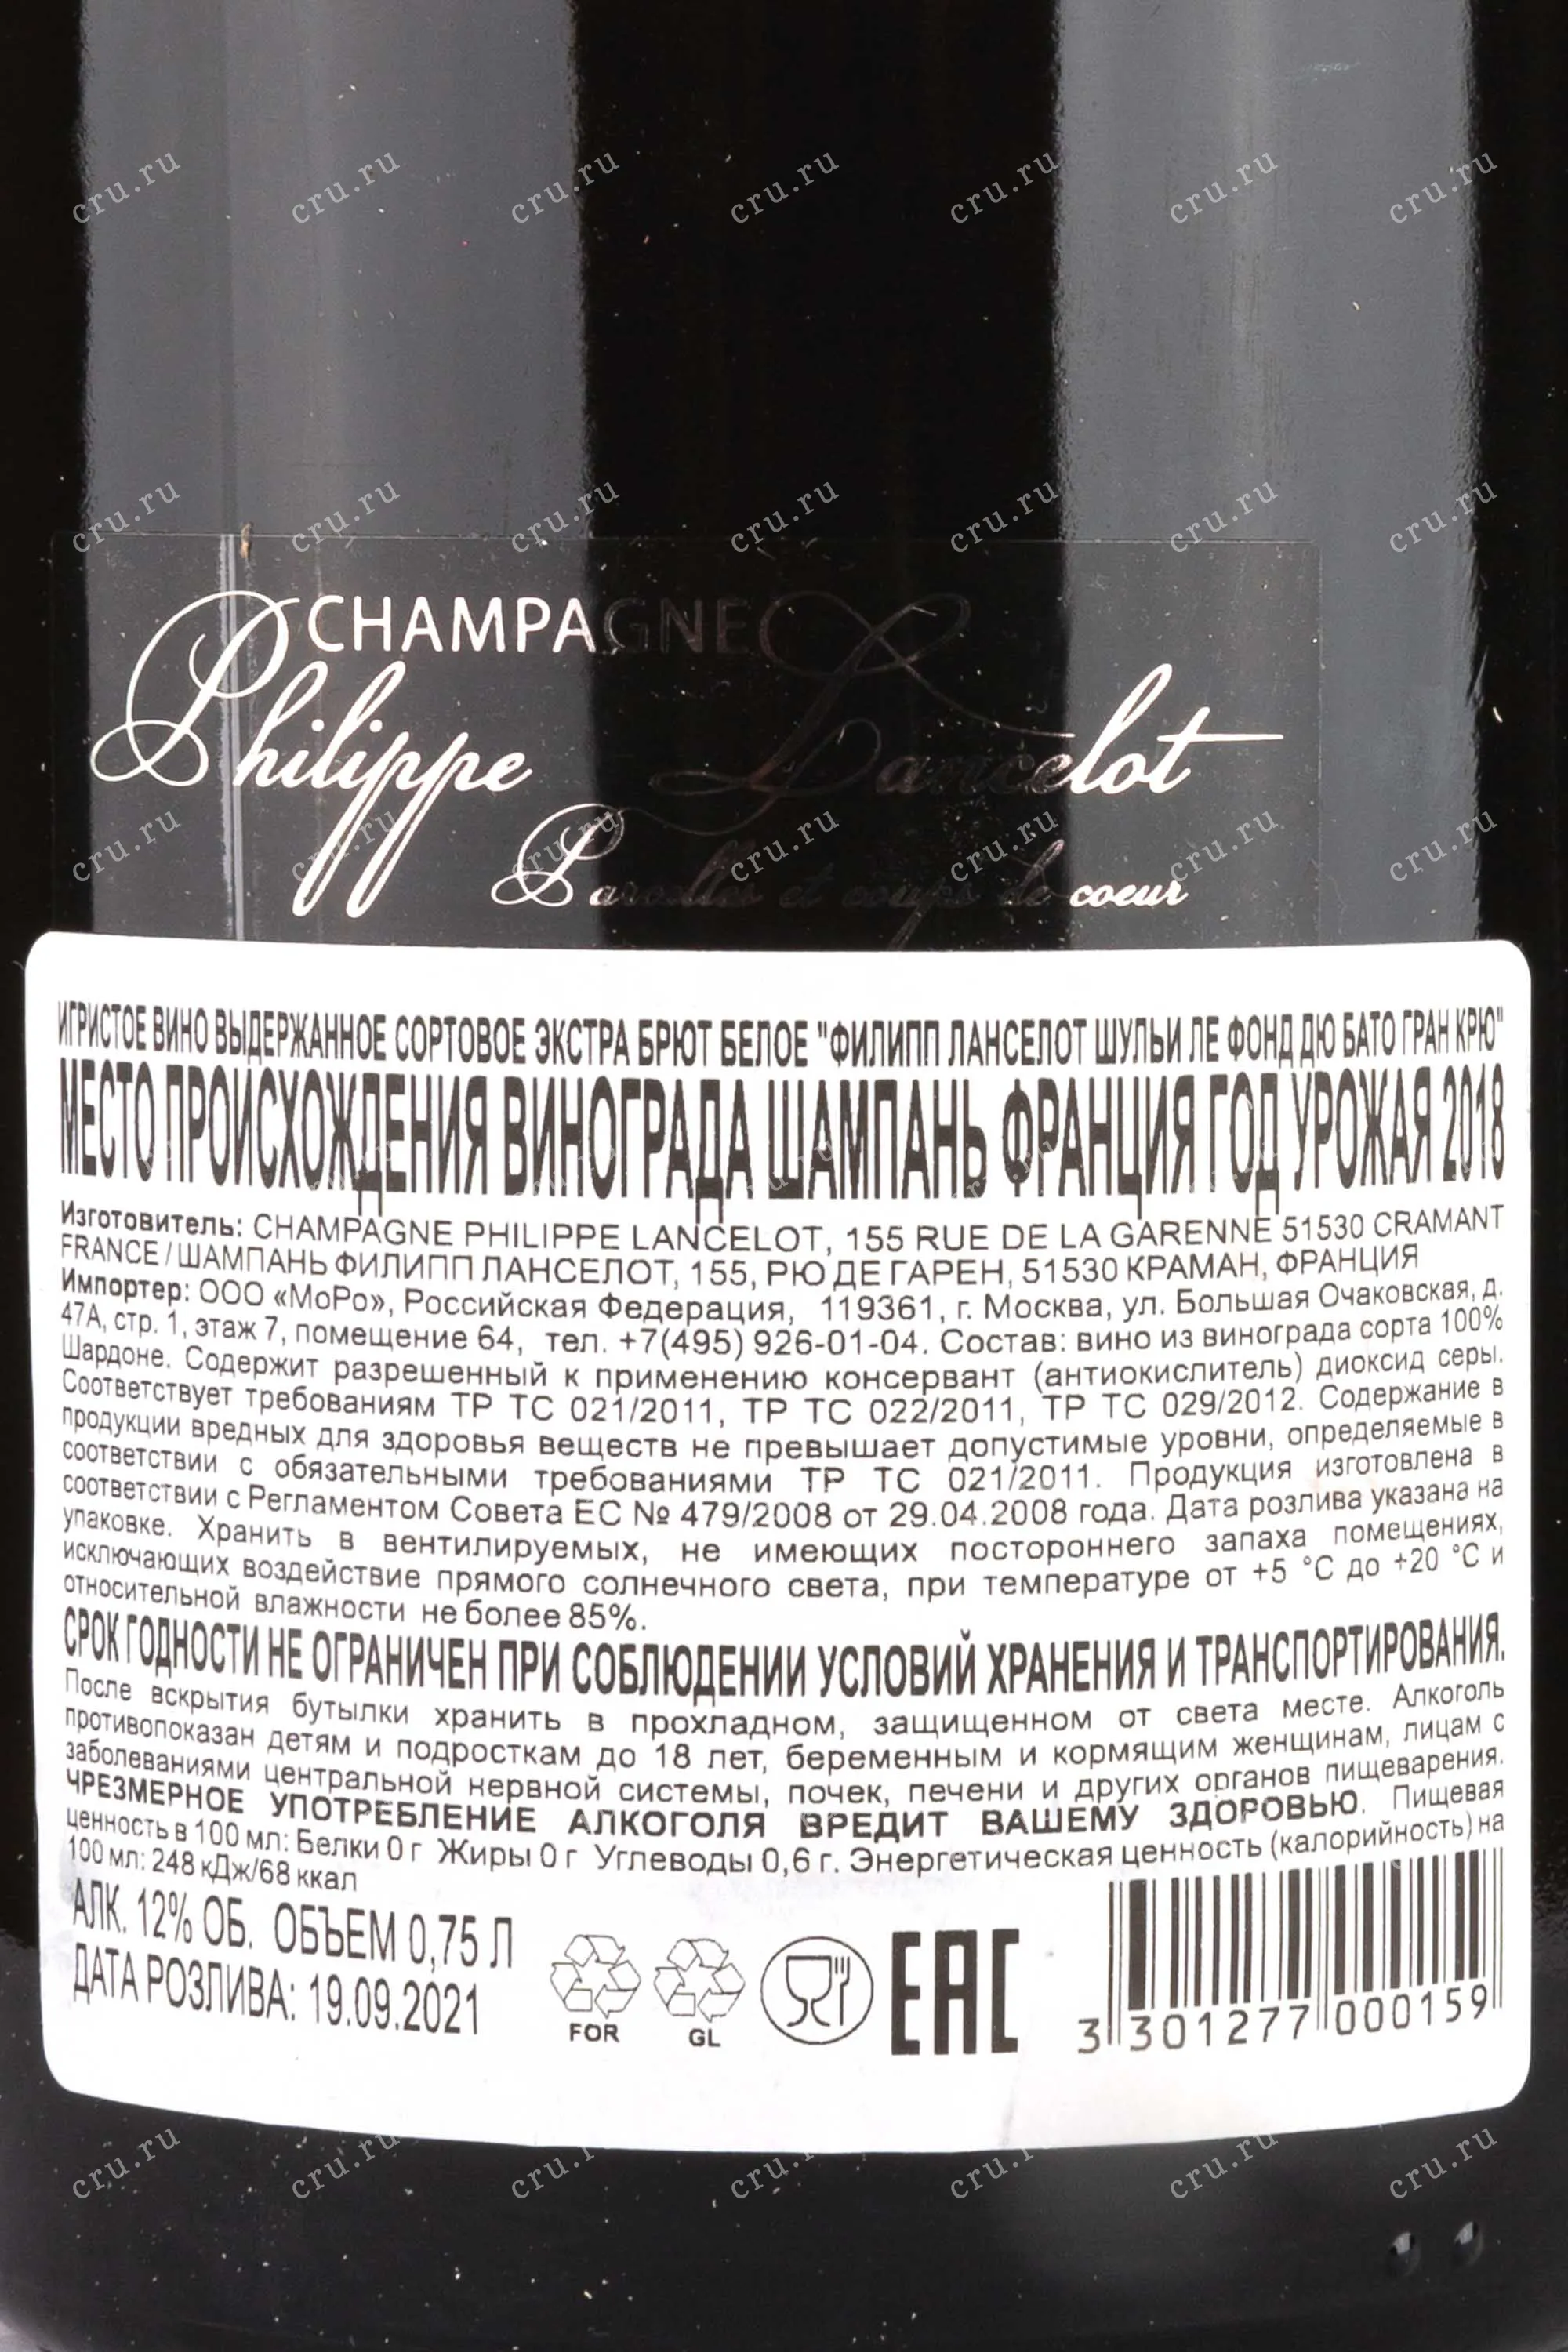 CHAMPAGNE
Philippe Lancelot
Parcelles et coups de coeur
ИГРИСТОЕ ВИНО ВЫДЕРЖАННОЕ СОРТОВОЕ ЭКСТРА БРЮТ БЕЛОЕ "ФИЛИПП ЛАНСЕЛОТ ШУЛЬИ ЛЕ ФОНД ДЮ БАТО ГРАН КРЮ"
МЕСТО ПРОИСХОЖДЕНИЯ ВИНОГРАДА ШАМПАНЬ ФРАНЦИЯ ГОД УРОЖАЯ 2018
Изготовитель: CHAMPAGNE PHILIPPE LANCELOT, 155 RUE DE LA GARENNE 51530 CRAMANT
FRANCE / ШАМПАНЬ ФИЛИПП ЛАНСЕЛОТ, 155, РЮ ДЕ ГАРЕН, 51530 КРАМАН, ФРАНЦИЯ
Импортер: ООО «МоРо», Российская Федерация, 119361, г. Москва, ул. Большая Очаковская, д.
47А, стр. 1, этаж 7, помещение 64, тел. +7(495) 926-01-04. Состав: вино из винограда сорта 100%
Шардоне. Содержит разрешенный к применению консервант (антиокислитель) диоксид серы.
Соответствует требованиям ТР ТС 021/2011, ТР ТС 022/2011, ТР ТС 029/2012. Содержание в
продукции вредных для здоровья веществ не превышает допустимые уровни, определяемые в
соответствии с обязательными требованиями ТР ТС 021/2011. Продукция изготовлена в
соответствии с Регламентом Совета ЕС № 479/2008 от 29.04.2008 года. Дата розлива указана на
упаковке. Хранить в вентилируемых, не имеющих постороннего запаха помещениях,
исключающих воздействие прямого солнечного света, при температуре от +5 °С до +20 °С и
относительной влажности не более 85%.
СРОК ГОДНОСТИ НЕ ОГРАНИЧЕН ПРИ СОБЛЮДЕНИИ УСЛОВИЙ ХРАНЕНИЯ И ТРАНСПОРТИРОВАНИЯ.
После вскрытия бутылки хранить в прохладном, защищенном от света месте. Алкоголь
противопоказан детям и подросткам до 18 лет, беременным и кормящим женщинам, лицам с
заболеваниями центральной нервной системы, почек, печени и других органов пищеварения.
ЧРЕЗМЕРНОЕ УПОТРЕБЛЕНИЕ АЛКОГОЛЯ ВРЕДИТ ВАШЕМУ ЗДОРОВЬЮ. Пищевая
ценность в 100 мл: Белки 0 г Жиры 0 г Углеводы 0,6 г. Энергетическая ценность (калорийность) на
100 мл: 248 кДж/68 ккал
АЛК. 12% ОБ. ОБЪЕМ 0,75 Л
ДАТА РОЗЛИВА: 19.09.2021
FOR
GL
EAC
3 301277 000159
cru.ru